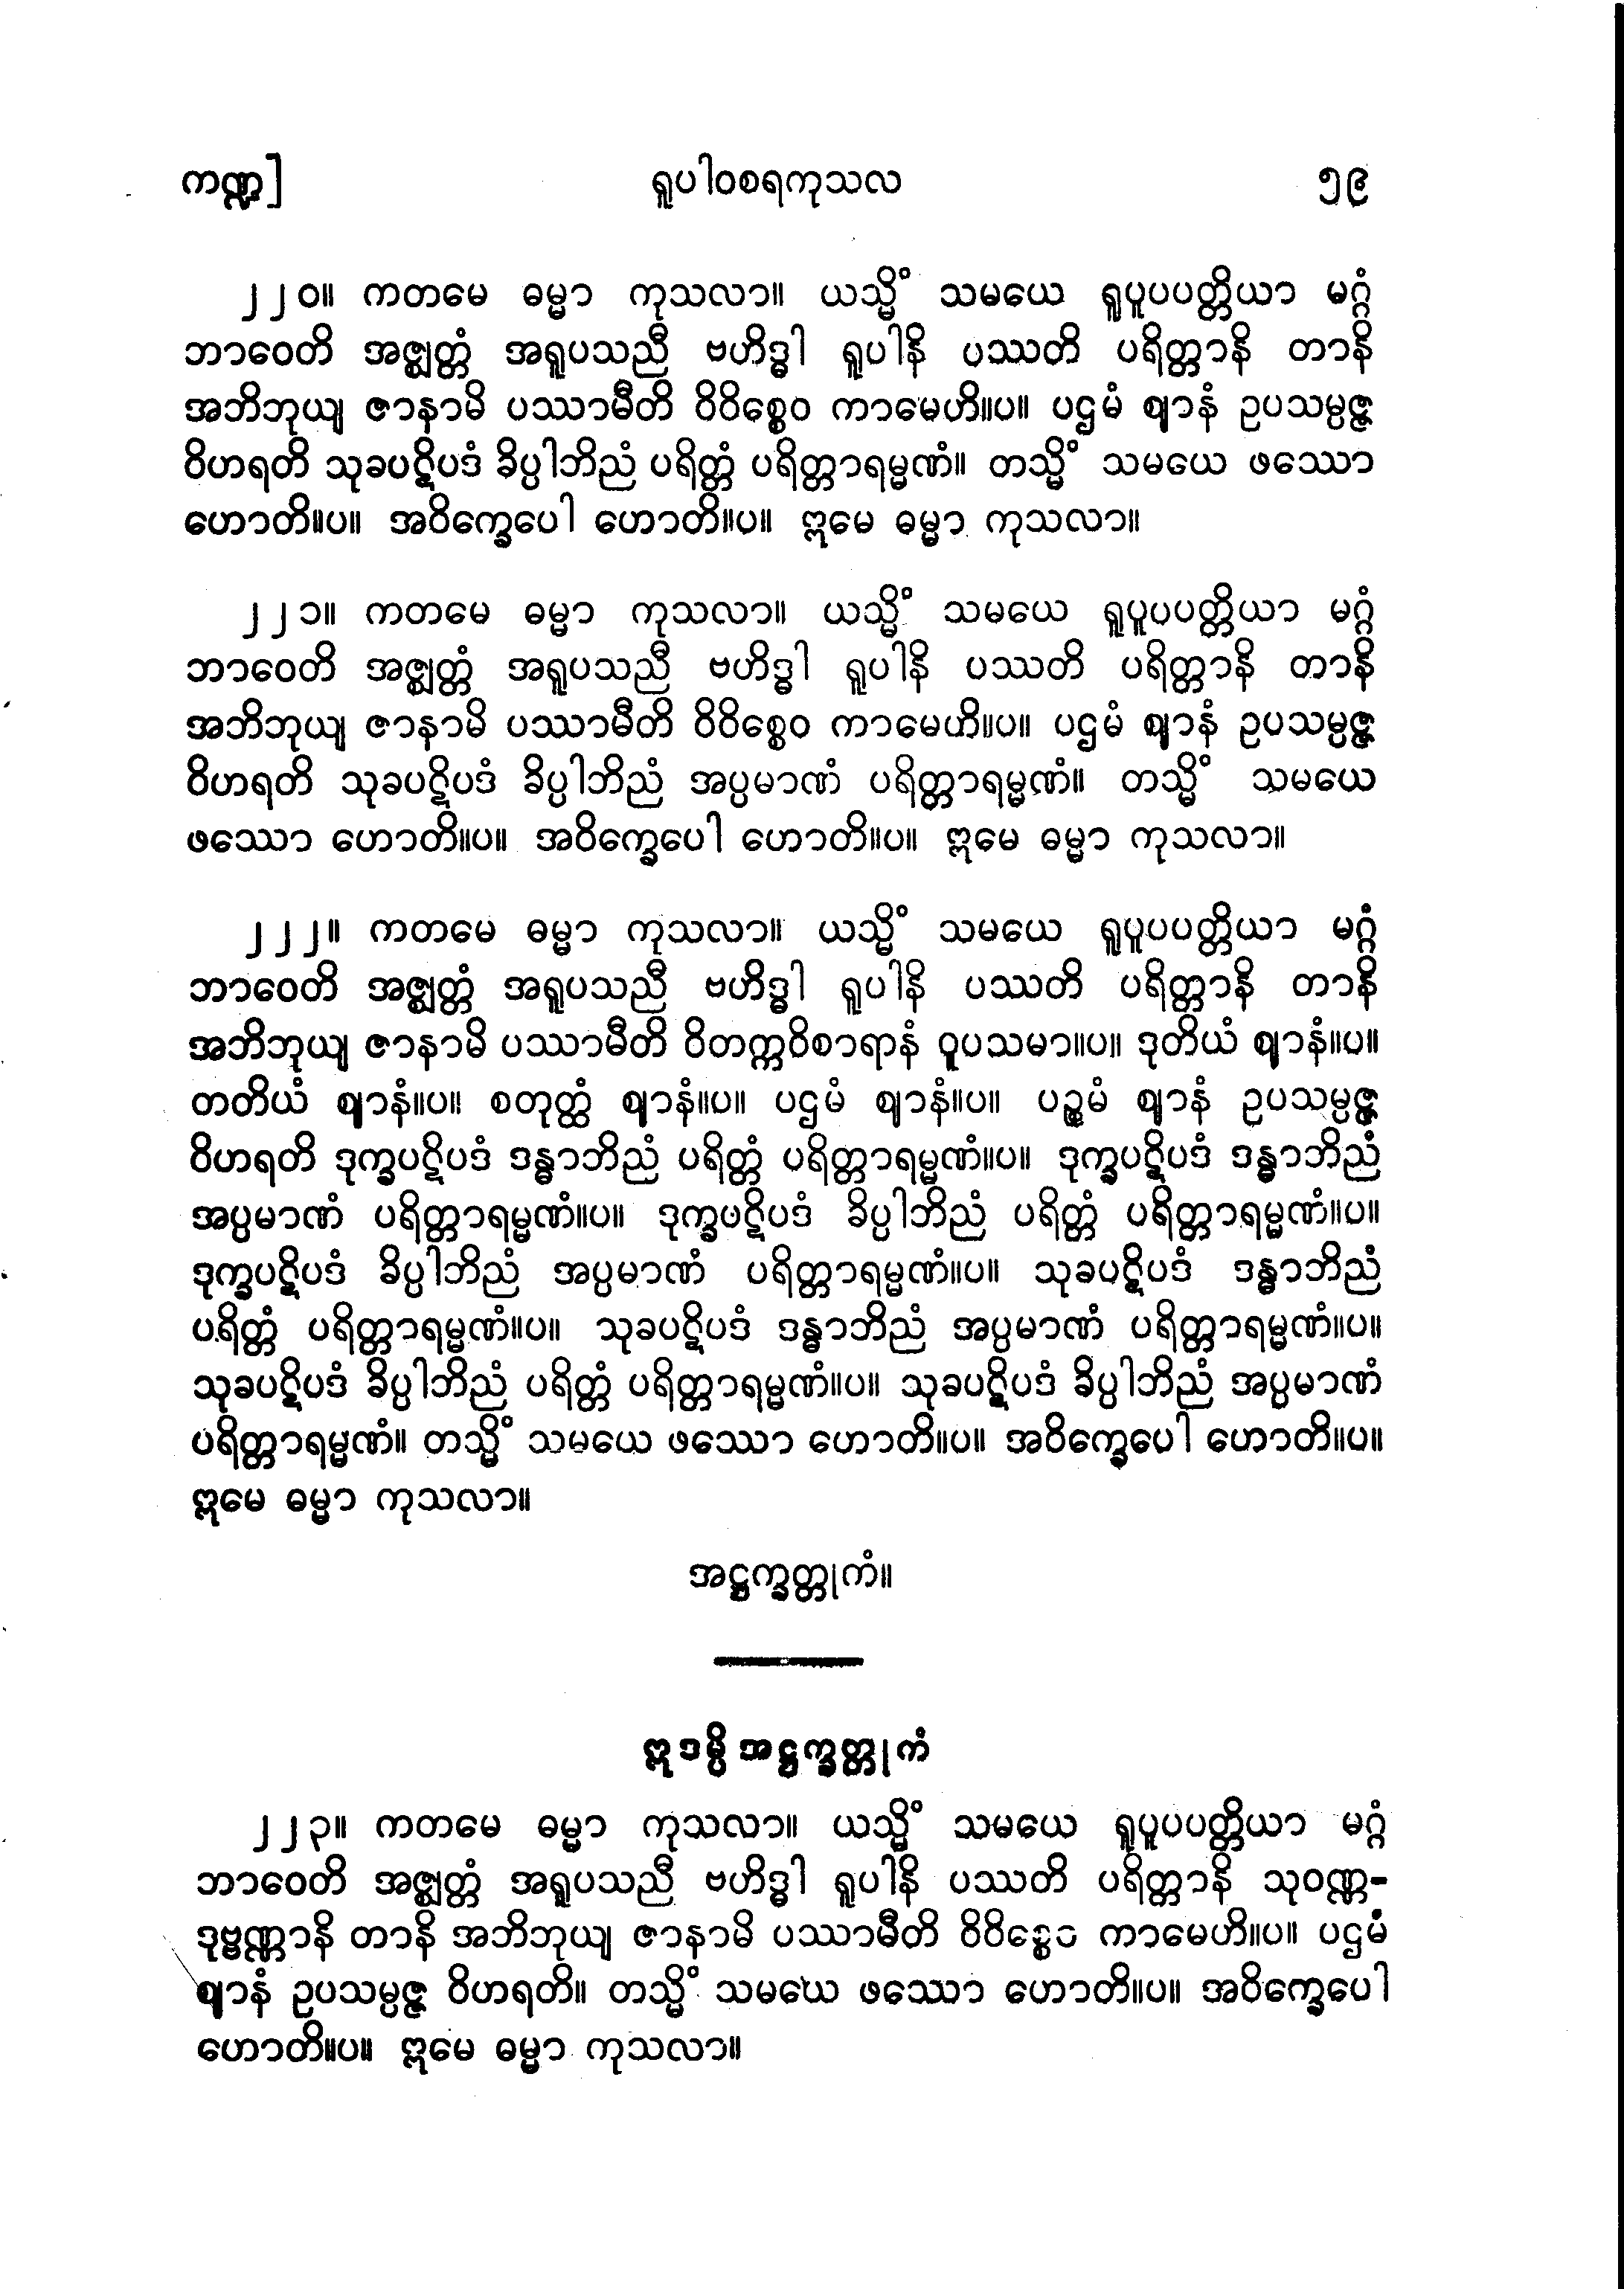 ကဏ္ဍ] ရူပါဝစရကုသလ ၅၉
၂၂၀။ ကတမေ ဓမ္မာ ကုသလာ။ ယသ္မိံ သမယေ ရူပူပပတ္တိယာ မဂ္ဂံ
ဘာဝေတိ အဇ္ဈတ္တံ အရူပသညီ ဗဟိဒ္ဓါ ရူပါနိ ပဿတိ ပရိတ္တာနိ တာနိ
အဘိဘုယျ ဇာနာမိ ပဿာမီတိ ဝိဝိစ္စေဝ ကာမေဟိ။ပ။ ပဌမံ ဈာနံ ဥပသမ္ပဇ္ဇ
ဝိဟရတိ သုခပဋိပဒံ ခိပ္ပါဘိညံ ပရိတ္တံ ပရိတ္တာရမ္မဏံ။ တသ္မိံ သမယေ ဖဿော
ဟောတိ။ပ။ အဝိက္ခေပေါ ဟောတိ။ပ။ ဣမေ ဓမ္မာ ကုသလာ။
၂၂၁။ ကတမေ ဓမ္မာ ကုသလာ။ ယသ္မိံ သမယေ ရူပူပပတ္တိယာ မဂ္ဂံ
ဘာဝေတိ အဇ္ဈတ္တံ အရူပသညီ ဗဟိဒ္ဓါ ရူပါနိ ပဿတိ ပရိတ္တာနိ တာနိ
အဘိဘုယျ ဇာနာမိ ပဿာမီတိ ဝိဝိစ္စေဝ ကာမေဟိ။ပ။ ပဌမံ ဈာနံ ဥပသမ္ပဇ္ဇ
ဝိဟရတိ သုခပဋိပဒံ ခိပ္ပါဘိညံ အပ္ပမာဏံ ပရိတ္တာရမ္မဏံ။ တသ္မိံ သမယေ
ဖဿော ဟောတိ။ပ။ အဝိက္ခေပေါ ဟောတိ။ပ။ ဣမေ ဓမ္မာ ကုသလာ။
၂၂၂။ ကတမေ ဓမ္မာ ကုသလာ။ ယသ္မိံ သမယေ ရူပူပပတ္တိယာ မဂ္ဂံ
ဘာဝေတိ အဇ္ဈတ္တံ အရူပသညီ ဗဟိဒ္ဓါ ရူပါနိ ပဿတိ ပရိတ္တာနိ တာနိ
အဘိဘုယျ ဇာနာမိ ပဿာမီတိ ဝိတက္ကဝိစာရာနံ ဝူပသမာ။ပ။ ဒုတိယံ ဈာနံ။ပ။
တတိယံ ဈာနံ။ပ။ စတုတ္ထံ ဈာနံ။ပ။ ပဌမံ ဈာနံ။ပ။ ပဉ္စမံ ဈာနံ ဥပသမ္ပဇ္ဇ
ဝိဟရတိ ဒုက္ခပဋိပဒံ ဒန္ဓာဘိညံ ပရိတ္တံ ပရိတ္တာရမ္မဏံ။ပ။ ဒုက္ခပဋိပဒံ ဒန္ဓာဘိညံ
အပ္ပမာဏံ ပရိတ္တာရမ္မဏံ။ပ။ ဒုက္ခပဋိပဒံ ခိပ္ပါဘိညံ ပရိတ္တံ ပရိတ္တာရမ္မဏံ။ပ။
ဒုက္ခပဋိပဒံ ခိပ္ပါဘိညံ အပ္ပမာဏံ ပရိတ္တာရမ္မဏံ။ပ။ သုခပဋိပဒံ ဒန္ဓာဘိညံ
ပရိတ္တံ ပရိတ္တာရမ္မဏံ။ပ။ သုခပဋိပဒံ ဒန္ဓာဘိညံ အပ္ပမာဏံ ပရိတ္တာရမ္မဏံ။ပ။
သုခပဋိပဒံ ခိပ္ပါဘိညံ ပရိတ္တံ ပရိတ္တာရမ္မဏံ။ပ။ သုခပဋိပဒံ ခိပ္ပါဘိညံ အပ္ပမာဏံ
ပရိတ္တာရမ္မဏံ။ တသ္မိံ သမယေ ဖဿော ဟောတိ။ပ။ အဝိက္ခေပေါ ဟောတိ။ပ။
ဣမေ ဓမ္မာ ကုသလာ။
အဋ္ဌက္ခတ္တုကံ။
ဣဒမ္ပိ အဋ္ဌက္ခတ္တုကံ
၂၂၃။ ကတမေ ဓမ္မာ ကုသလာ။ ယသ္မိံ သမယေ ရူပူပပတ္တိယာ မဂ္ဂံ
ဘာဝေတိ အဇ္ဈတ္တံ အရူပသညီ ဗဟိဒ္ဓါ ရူပါနိ ပဿတိ ပရိတ္တာနိ သုဝဏ္ဏ-
ဒုဗ္ဗဏ္ဏာနိ တာနိ အဘိဘုယျ ဇာနာမိ ပဿာမီတိ ဝိဝိစ္စေဝ ကာမေဟိ။ပ။ ပဌမံ
ဈာနံ ဥပသမ္ပဇ္ဇ ဝိဟရတိ။ တသ္မိံ သမယေ ဖဿော ဟောတိ။ပ။ အဝိက္ခေပေါ
ဟောတိ။ပ။ ဣမေ ဓမ္မာ ကုသလာ။